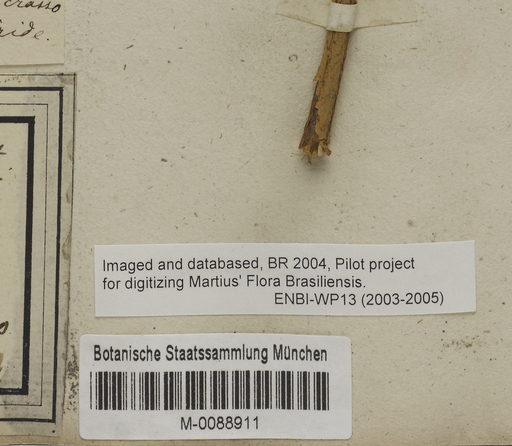 crasso
Imaged and databased, BR 2004, Pilot project
for digitizing Martius' Flora Brasiliensis.
ENBI-WP13 (2003-2005)
Botanische Staatssammlung München
M-0088911